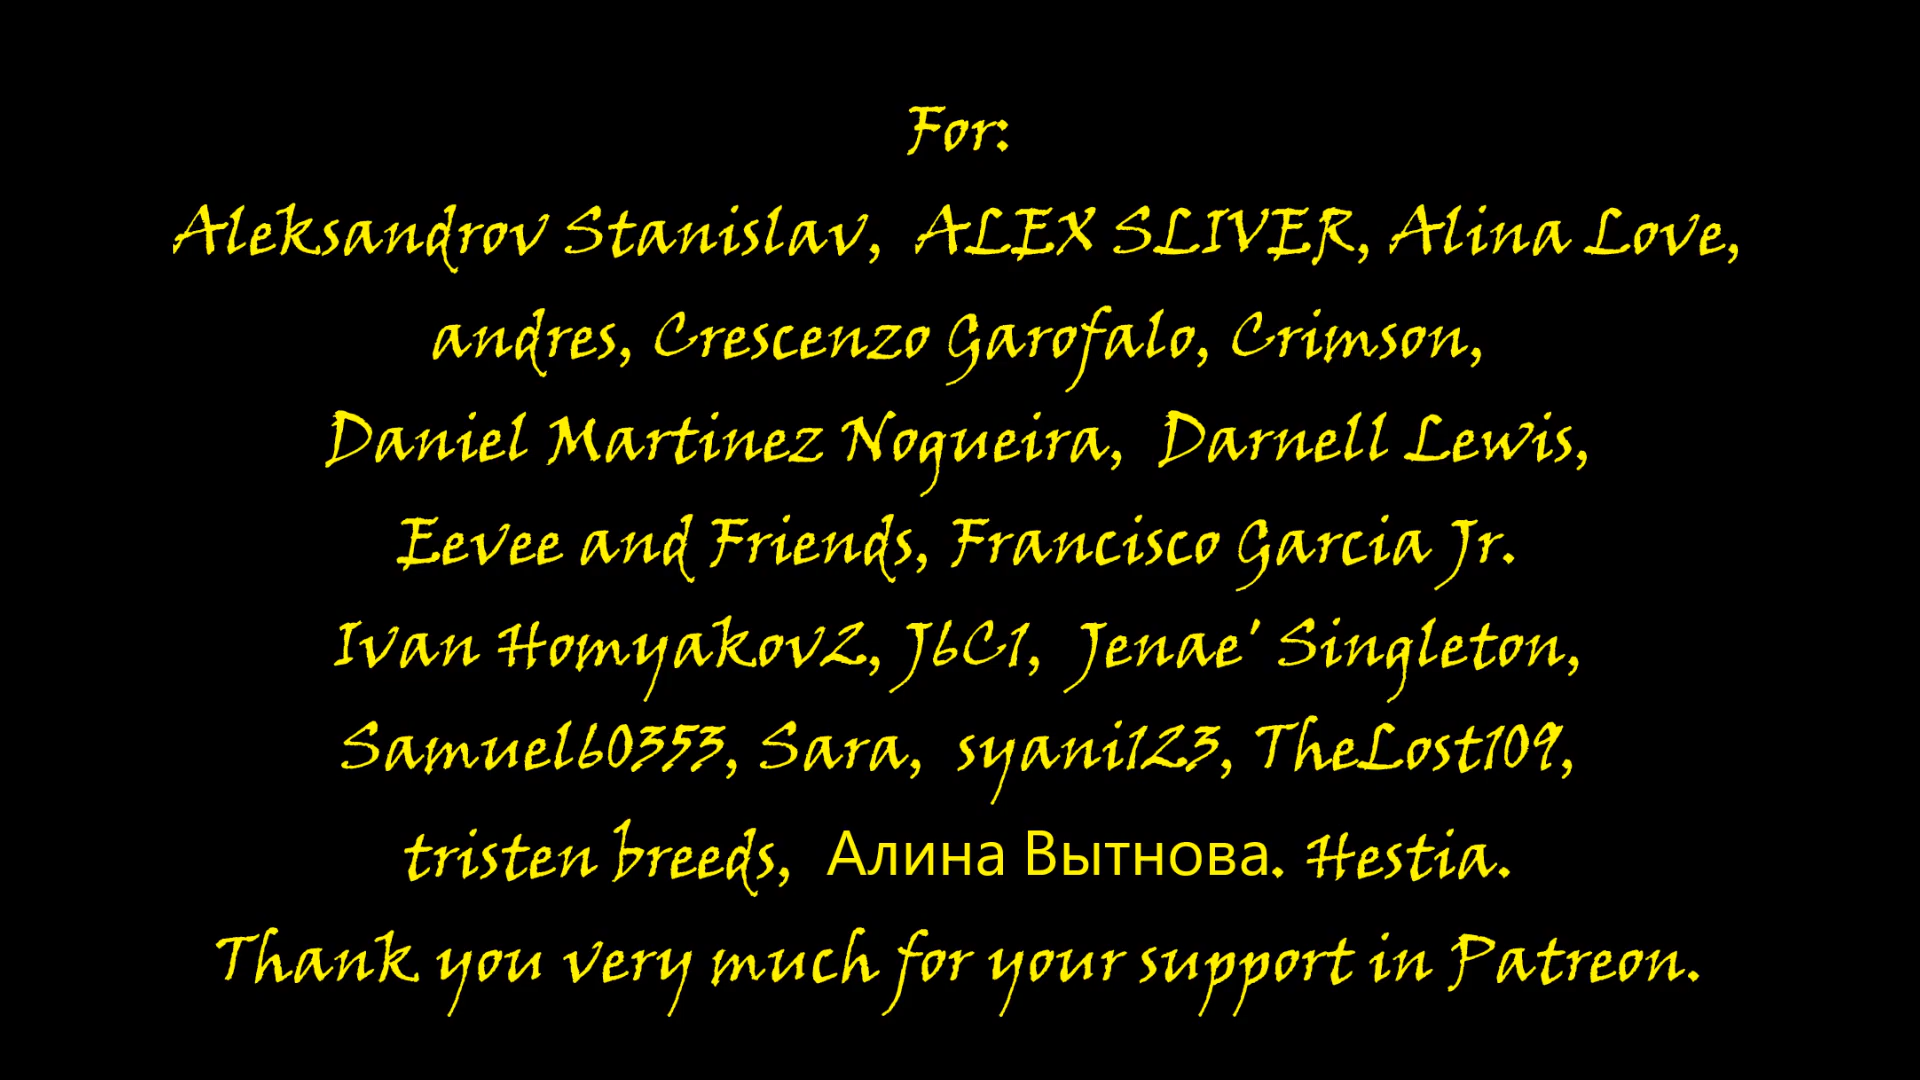 For:
Aleksandrov Stanislav, ALEX SLIVER, Alina Love,
andres, Crescenzo Garofalo, Crimson,
Daniel Martinez Nogueira, Darnell Lewis,
Eevee and Friends, Francisco Garcia Jr.
Ivan Homyakov2, J6C1, Jenae' Singleton,
Samuel60353, Sara, syani123, TheLost109,
tristen breeds, Алина Вытнова. Hestia.
Thank you very much for your support in Patreon.